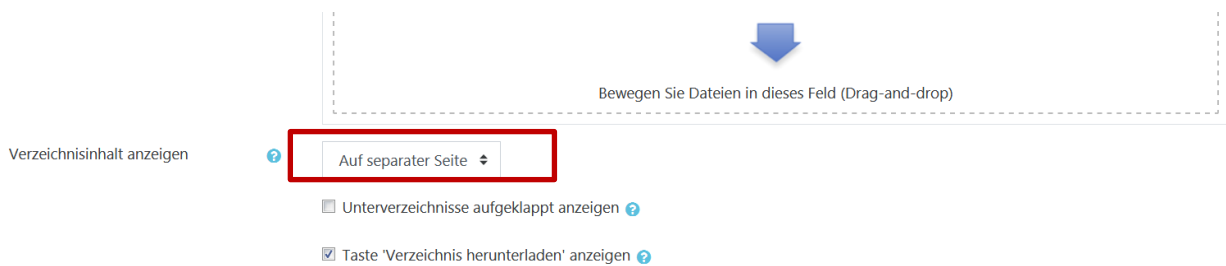 Bewegen Sie Dateien in dieses Feld (Drag-and-drop)
Verzeichnisinhalt anzeigen ? Auf separater Seite
Unterverzeichnisse aufgeklappt anzeigen ?
Taste 'Verzeichnis herunterladen' anzeigen ?